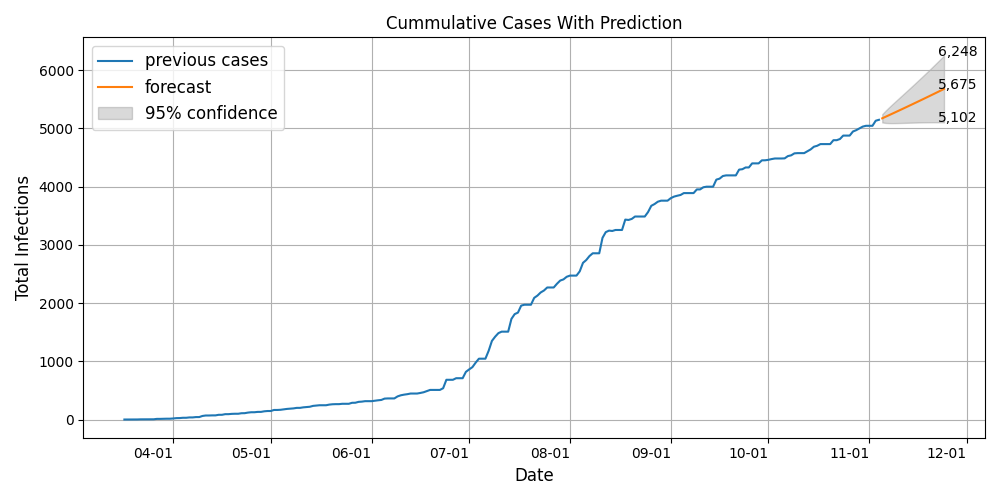 Cummulative Cases With Prediction
previous cases
forecast
95% confidence
6,248
5,675
5,102
6000
5000
4000
3000
2000
1000
0
Total Infections
04-01 05-01 06-01 07-01 08-01 09-01 10-01 11-01 12-01
Date